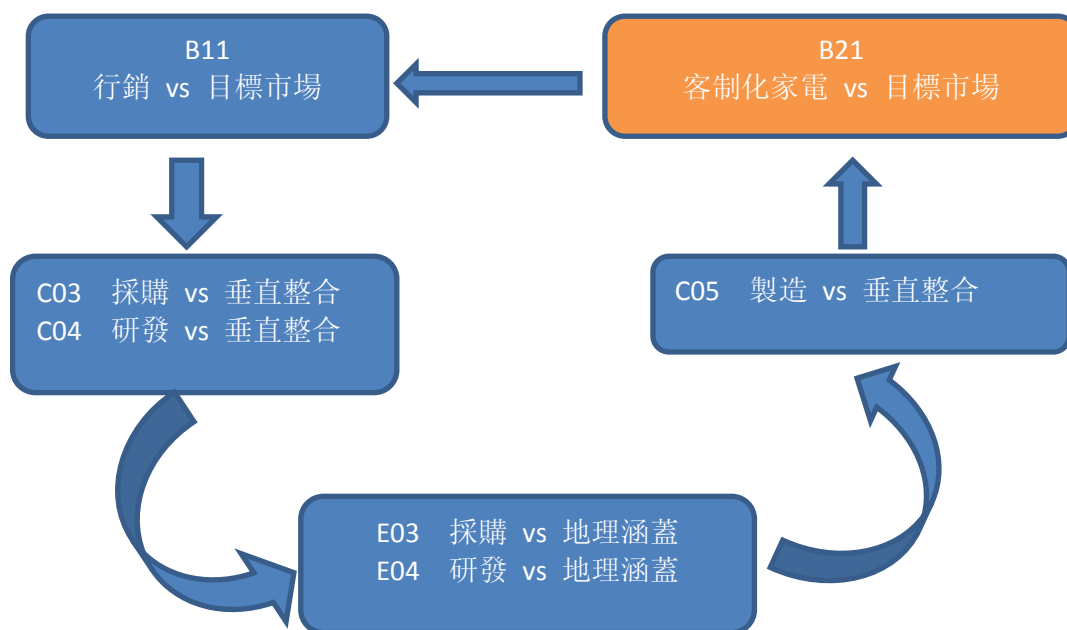 B11
行銷 vs 目標市場
B21
客制化家電 vs 目標市場
C03 採購 vs 垂直整合
C04 研發 vs 垂直整合
C05 製造 vs 垂直整合
E03 採購 vs 地理涵蓋
E04 研發 vs 地理涵蓋